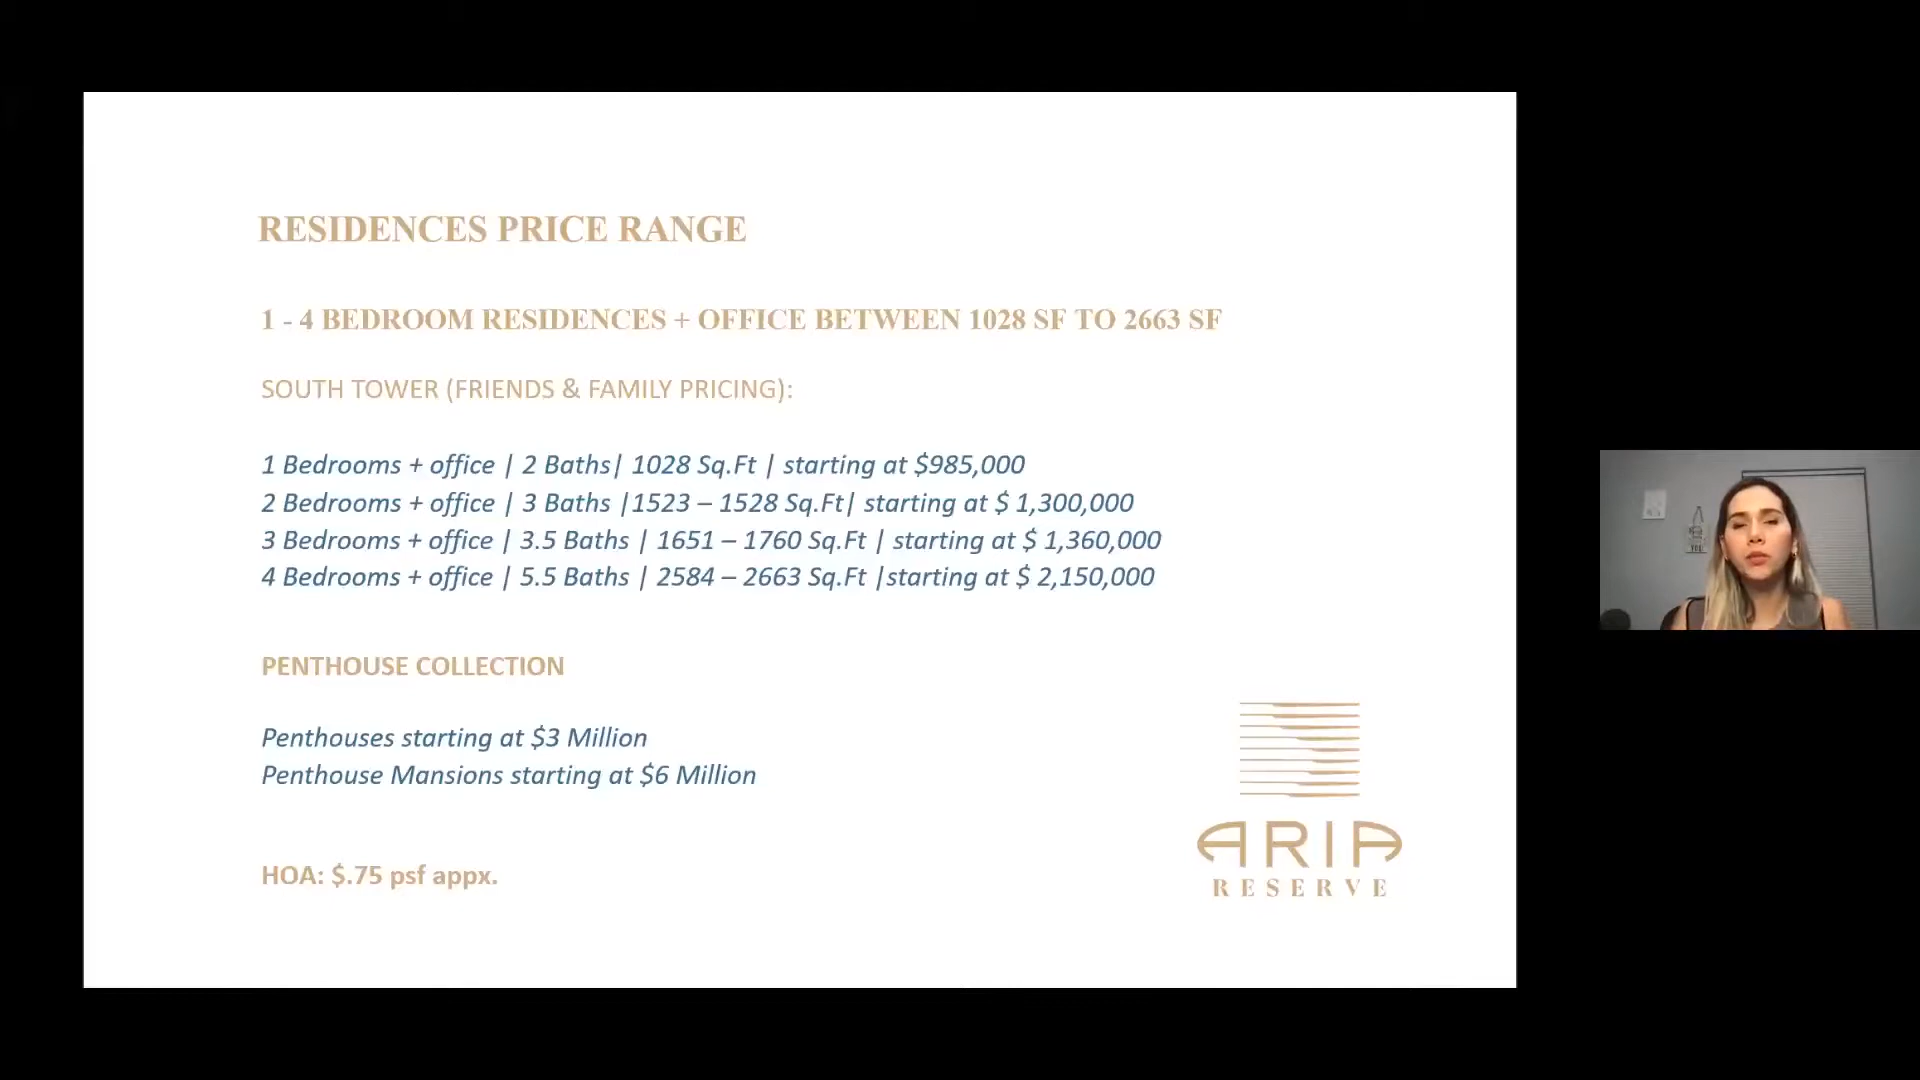 RESIDENCES PRICE RANGE
1 - 4 BEDROOM RESIDENCES + OFFICE BETWEEN 1028 SF TO 2663 SF
SOUTH TOWER (FRIENDS & FAMILY PRICING):
1 Bedrooms + office | 2 Baths| 1028 Sq.Ft | starting at $985,000
2 Bedrooms + office | 3 Baths |1523 – 1528 Sq.Ft| starting at $ 1,300,000
3 Bedrooms + office | 3.5 Baths | 1651 – 1760 Sq.Ft | starting at $ 1,360,000
4 Bedrooms + office | 5.5 Baths | 2584 – 2663 Sq.Ft |starting at $ 2,150,000
PENTHOUSE COLLECTION
Penthouses starting at $3 Million
Penthouse Mansions starting at $6 Million
HOA: $.75 psf appx.
ARIA
RESERVE